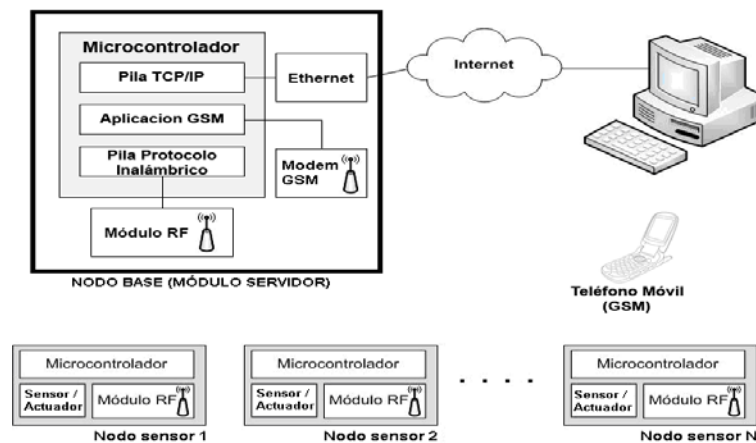 Microcontrolador
Pila TCP/IP
Ethernet
Internet
Aplicacion GSM
Pila Protocolo
Inalámbrico
Modem
GSM
Módulo RF
NODO BASE (MÓDULO SERVIDOR)
Teléfono Móvil
(GSM)
Microcontrolador
Sensor /
Actuador
Módulo RF
Nodo sensor 1
Microcontrolador
Sensor /
Actuador
Módulo RF
Nodo sensor 2
. . . .
Microcontrolador
Sensor /
Actuador
Módulo RF
Nodo sensor N